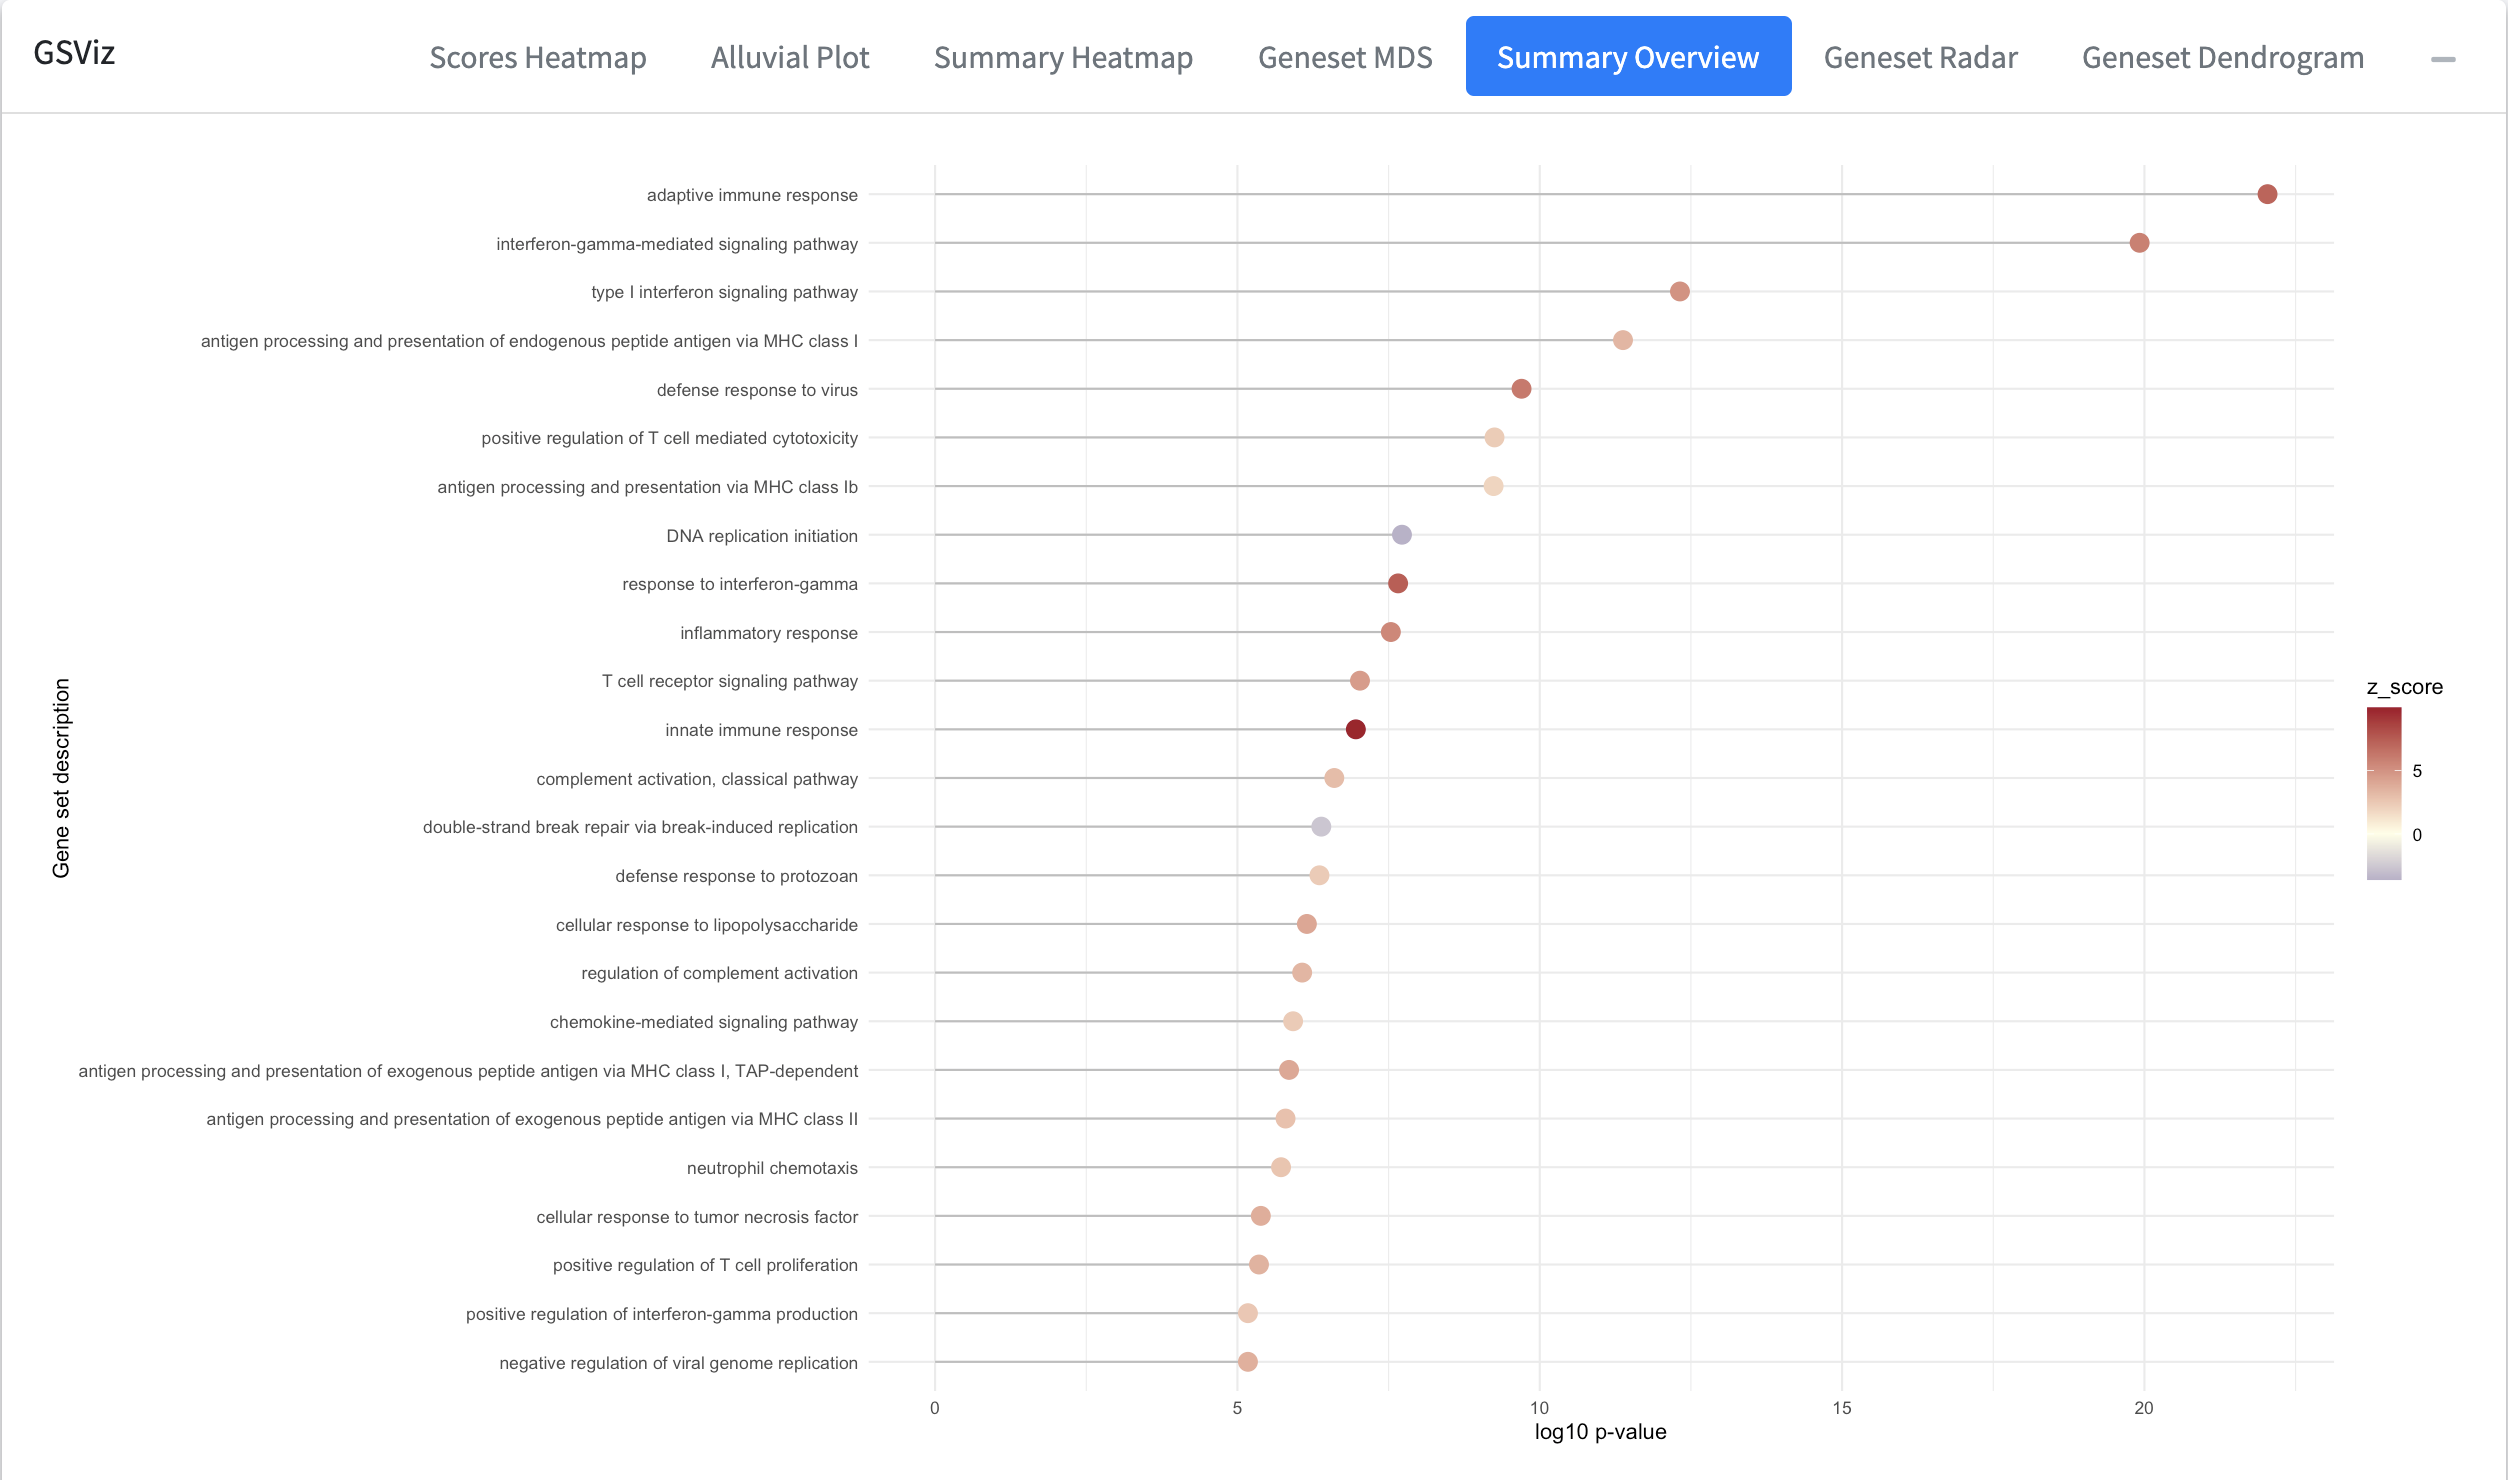 GSViz
Scores Heatmap
Alluvial Plot
Summary Heatmap
Geneset MDS
Summary Overview
Geneset Radar
Geneset Dendrogram
Gene set description
adaptive immune response
interferon-gamma-mediated signaling pathway
type I interferon signaling pathway
antigen processing and presentation of endogenous peptide antigen via MHC class I
defense response to virus
positive regulation of T cell mediated cytotoxicity
antigen processing and presentation via MHC class Ib
DNA replication initiation
response to interferon-gamma
inflammatory response
T cell receptor signaling pathway
innate immune response
complement activation, classical pathway
double-strand break repair via break-induced replication
defense response to protozoan
cellular response to lipopolysaccharide
regulation of complement activation
chemokine-mediated signaling pathway
antigen processing and presentation of exogenous peptide antigen via MHC class I, TAP-dependent
antigen processing and presentation of exogenous peptide antigen via MHC class II
neutrophil chemotaxis
cellular response to tumor necrosis factor
positive regulation of T cell proliferation
positive regulation of interferon-gamma production
negative regulation of viral genome replication
0 5 10 15 20
log10 p-value
z_score
5
0